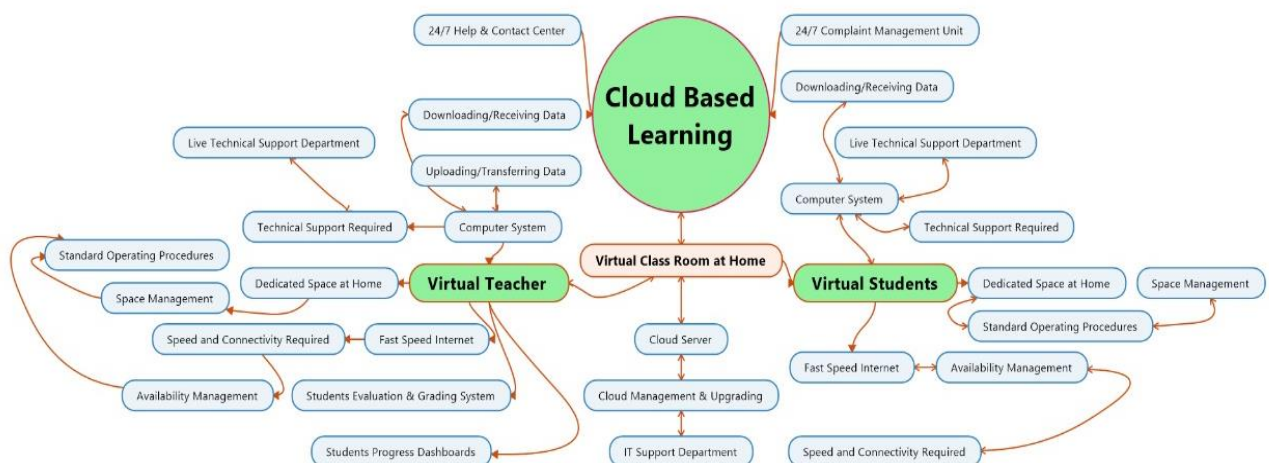 24/7 Help & Contact Center
24/7 Complaint Management Unit
Cloud Based
Learning
Downloading/Receiving Data
Downloading/Receiving Data
Live Technical Support Department
Live Technical Support Department
Uploading/Transferring Data
Computer System
Technical Support Required
Computer System
Technical Support Required
Standard Operating Procedures
Virtual Class Room at Home
Dedicated Space at Home
Virtual Teacher
Virtual Students
Dedicated Space at Home
Space Management
Space Management
Standard Operating Procedures
Speed and Connectivity Required
Fast Speed Internet
Cloud Server
Fast Speed Internet
Availability Management
Availability Management
Students Evaluation & Grading System
Cloud Management & Upgrading
Students Progress Dashboards
IT Support Department
Speed and Connectivity Required